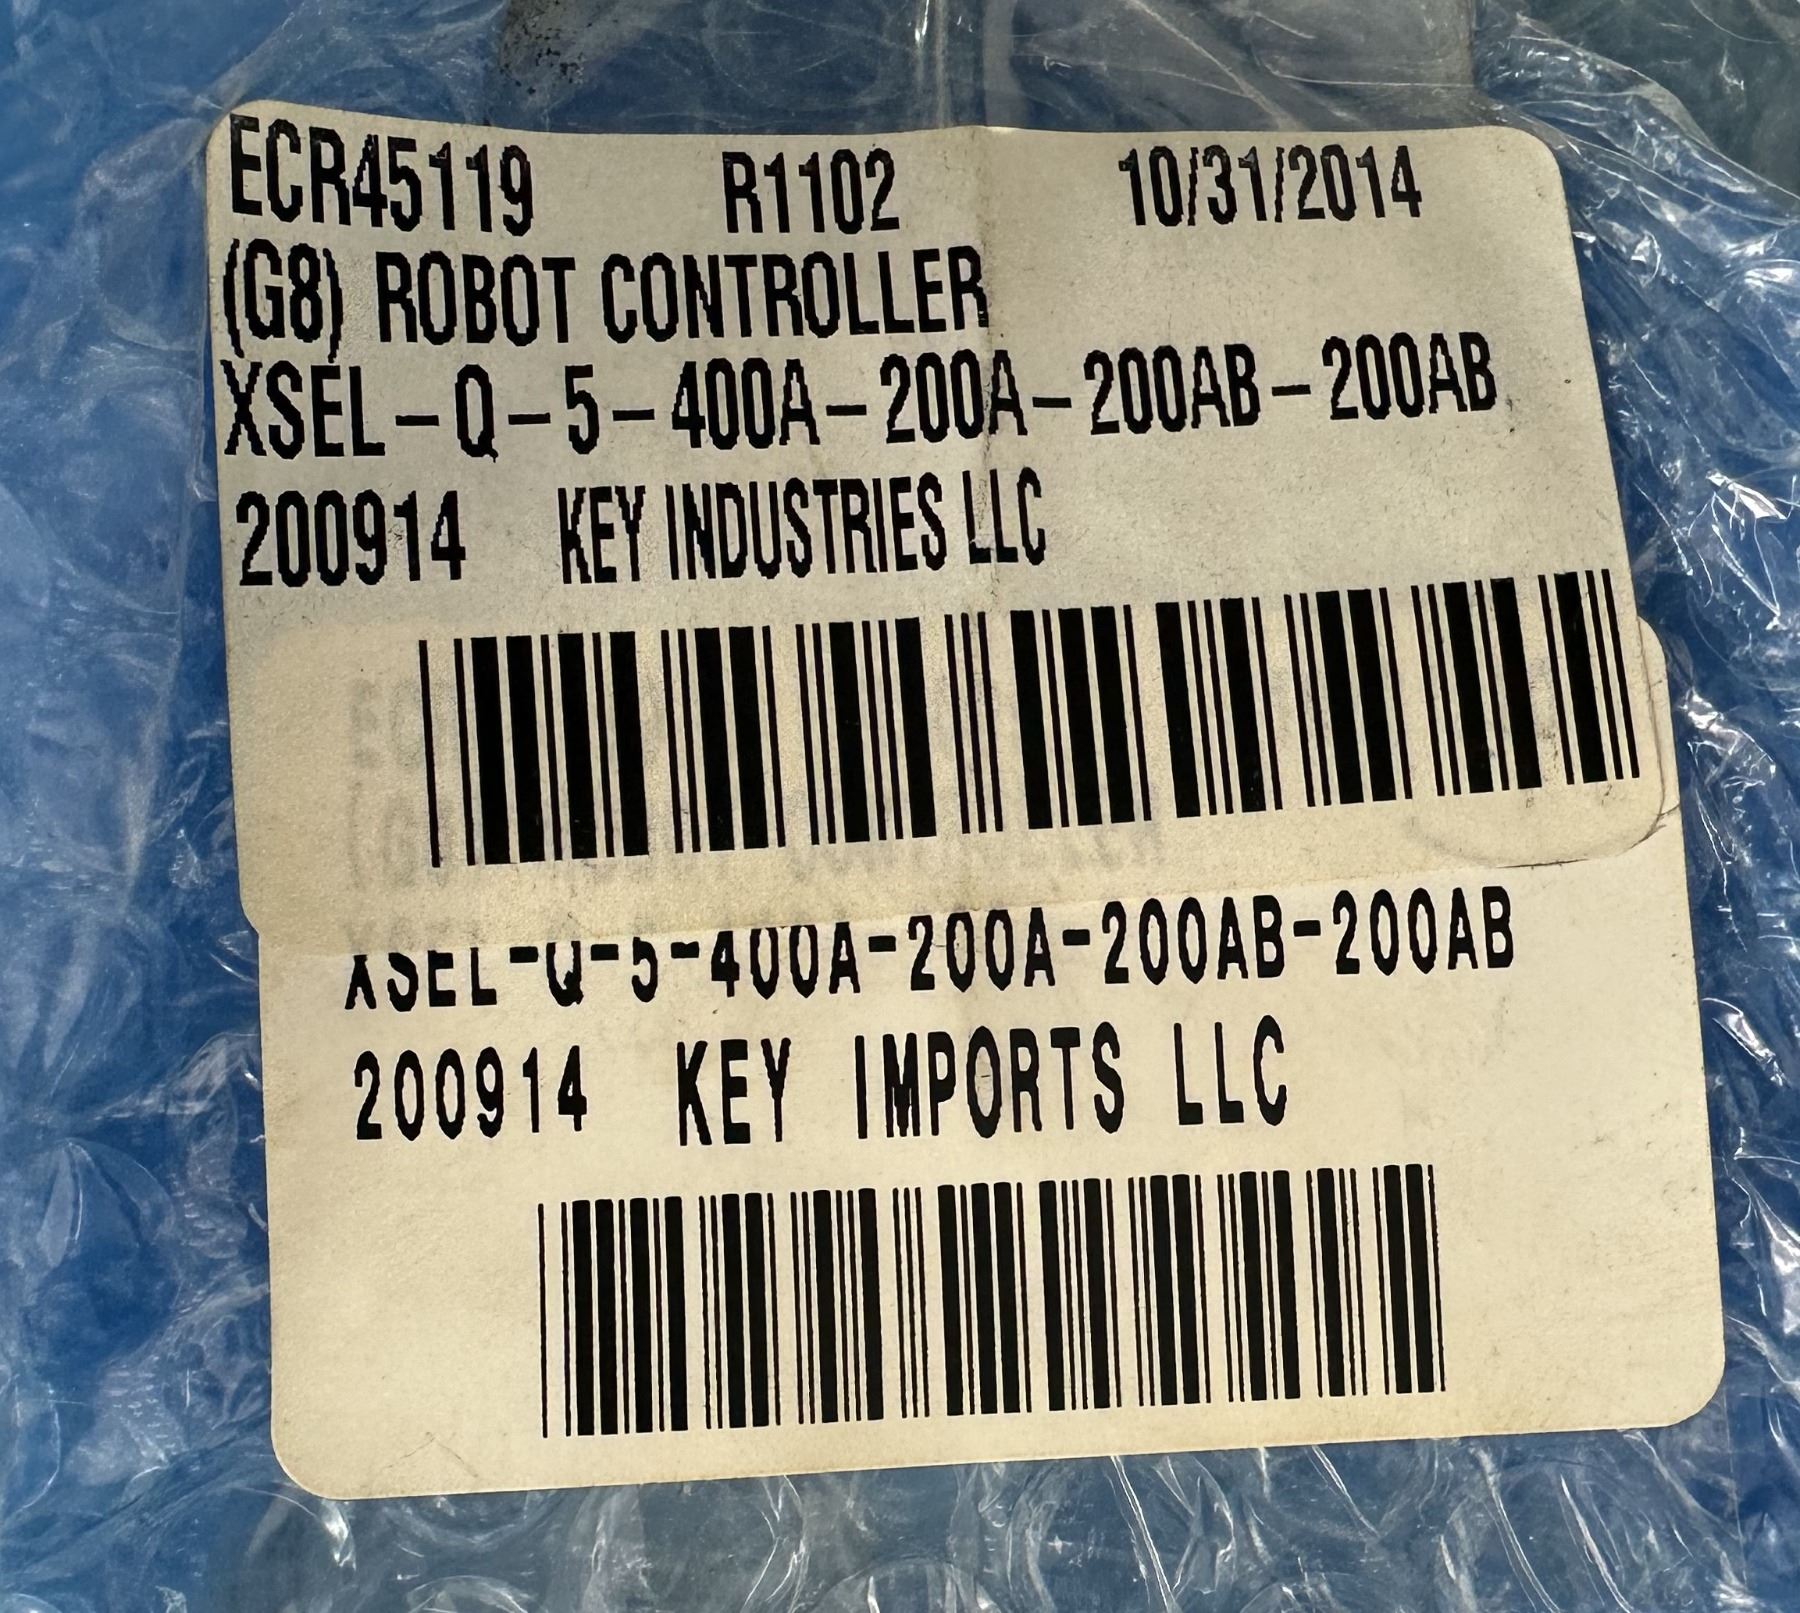 ECR45119 R1102 10/31/2014
(G8) ROBOT CONTROLLER
XSEL-Q-5-400A-200A-200AB-200AB
200914 KEY INDUSTRIES LLC
XSEL-Q-5-400A-200A-200AB-200AB
200914 KEY IMPORTS LLC